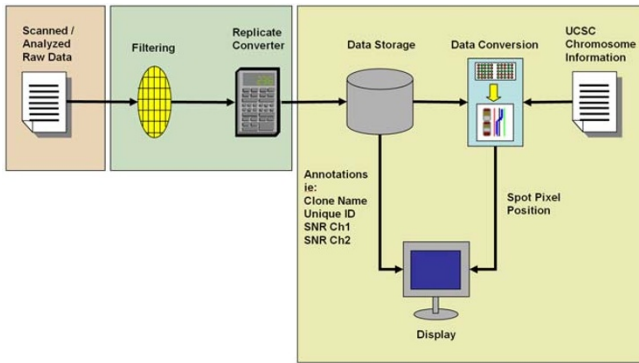 Scanned /
Analyzed
Raw Data
Filtering
Replicate
Converter
Data Storage
Data Conversion
UCSC
Chromosome
Information
Annotations
ie:
Clone Name
Unique ID
SNR Ch1
SNR Ch2
Spot Pixel
Position
Display